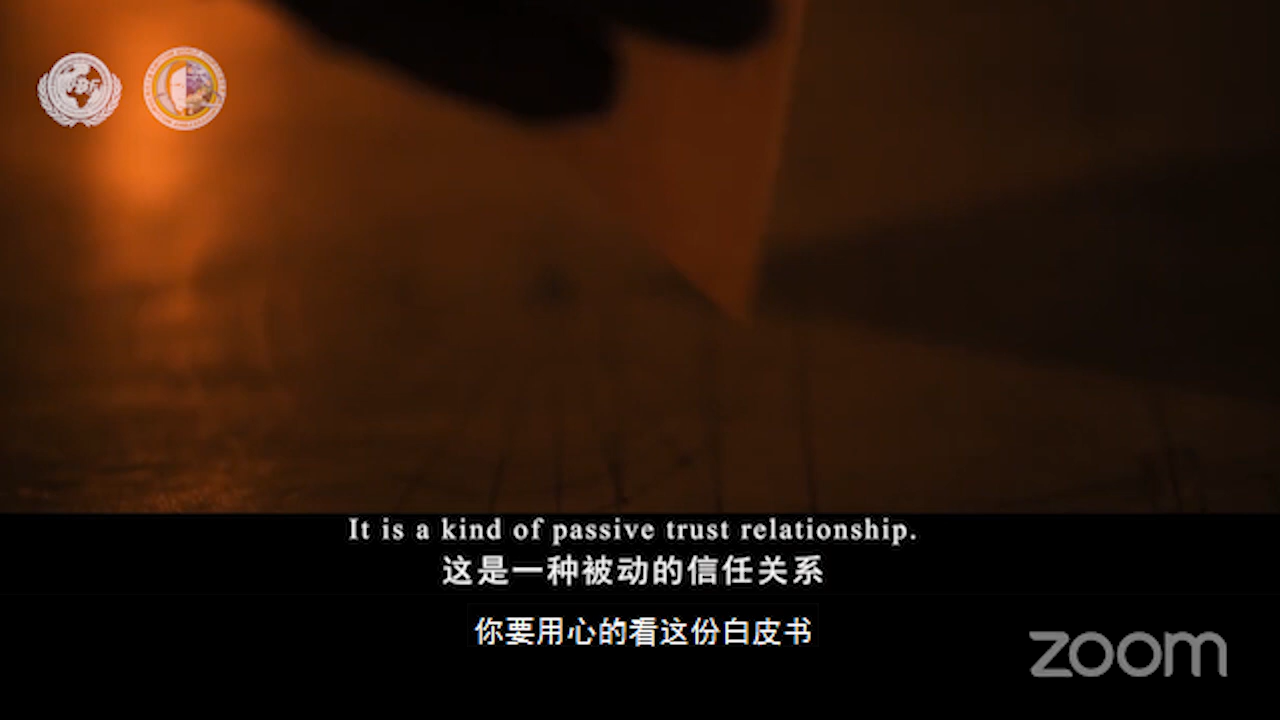 It is a kind of passive trust relationship.
这是一种被动的信任关系
你要用心的看这份白皮书
zoom